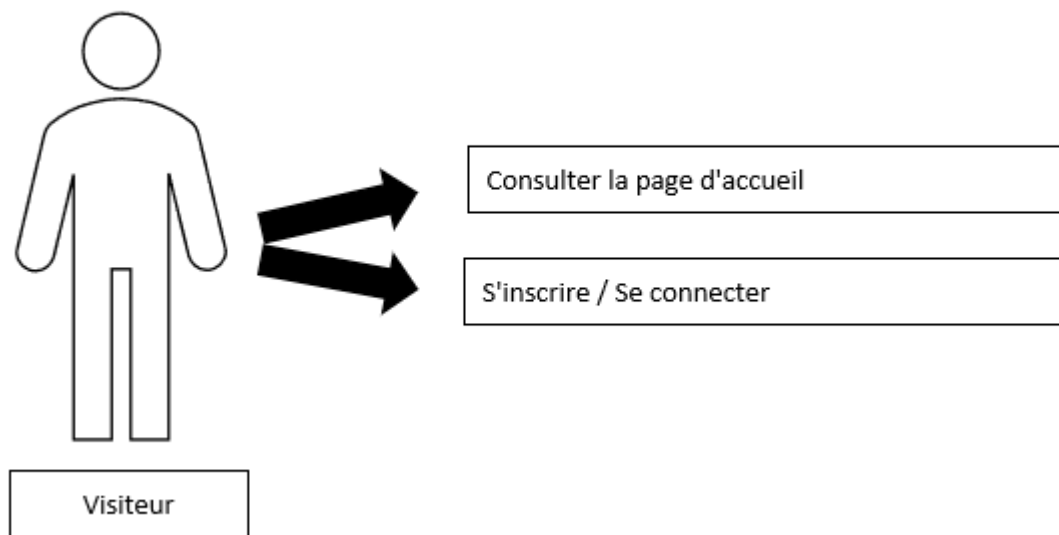 Consulter la page d'accueil
S'inscrire / Se connecter
Visiteur